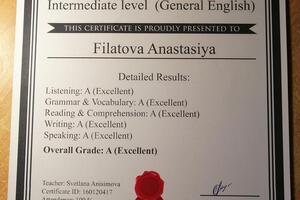 Intermediate level (General English)
THIS CERTIFICATE IS PROUDLY PRESENTED TO
Filatova Anastasiya
Detailed Results:
Listening: A (Excellent)
Grammar & Vocabulary: A (Excellent)
Reading & Comprehension: A (Excellent)
Writing: A (Excellent)
Speaking: A (Excellent)
Overall Grade: A (Excellent)
Teacher: Svetlana Anisimova
Certificate ID: 160120417